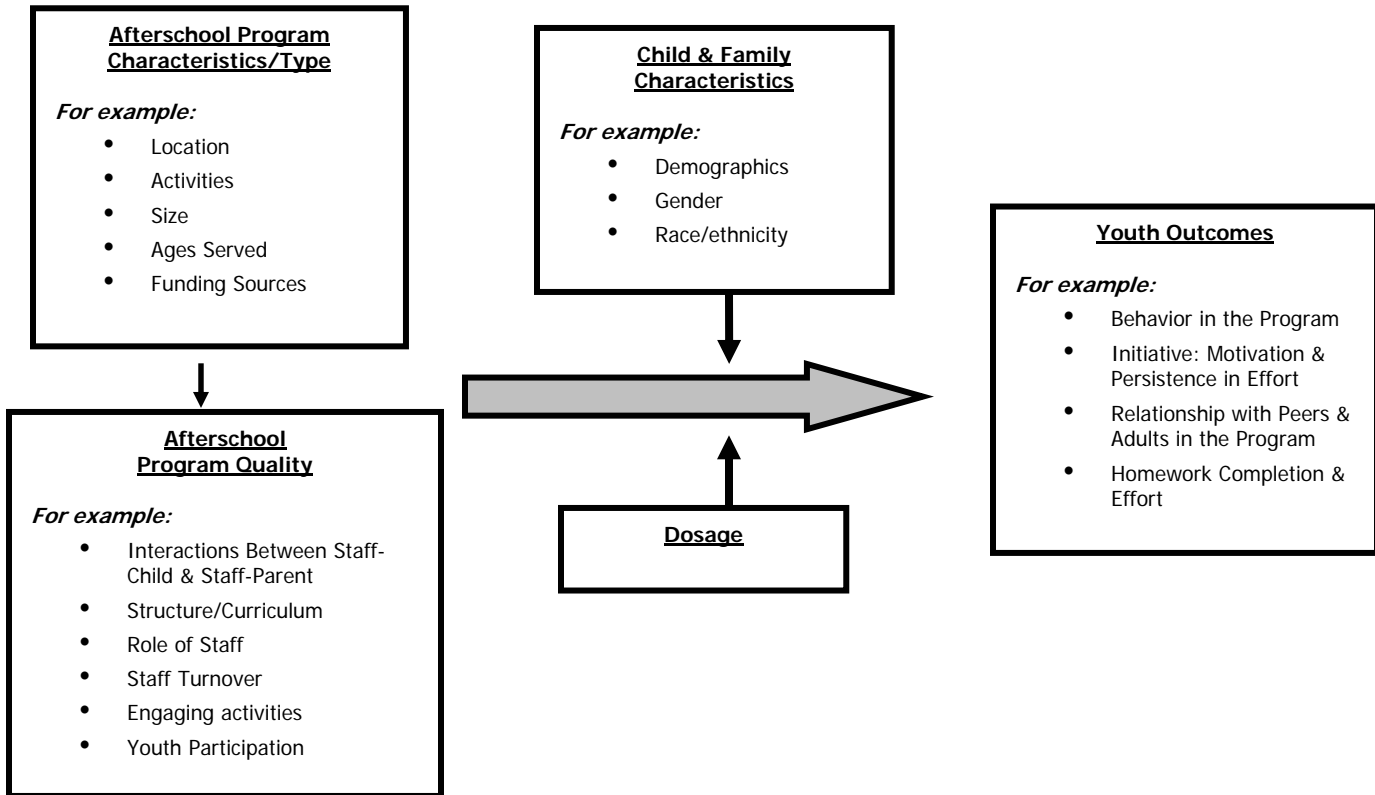 Afterschool Program
Characteristics/Type
For example:
• Location
• Activities
• Size
• Ages Served
• Funding Sources
Afterschool
Program Quality
For example:
• Interactions Between Staff-
Child & Staff-Parent
• Structure/Curriculum
• Role of Staff
• Staff Turnover
• Engaging activities
• Youth Participation
Child & Family
Characteristics
For example:
• Demographics
• Gender
• Race/ethnicity
Dosage
Youth Outcomes
For example:
• Behavior in the Program
• Initiative: Motivation &
Persistence in Effort
• Relationship with Peers &
Adults in the Program
• Homework Completion &
Effort